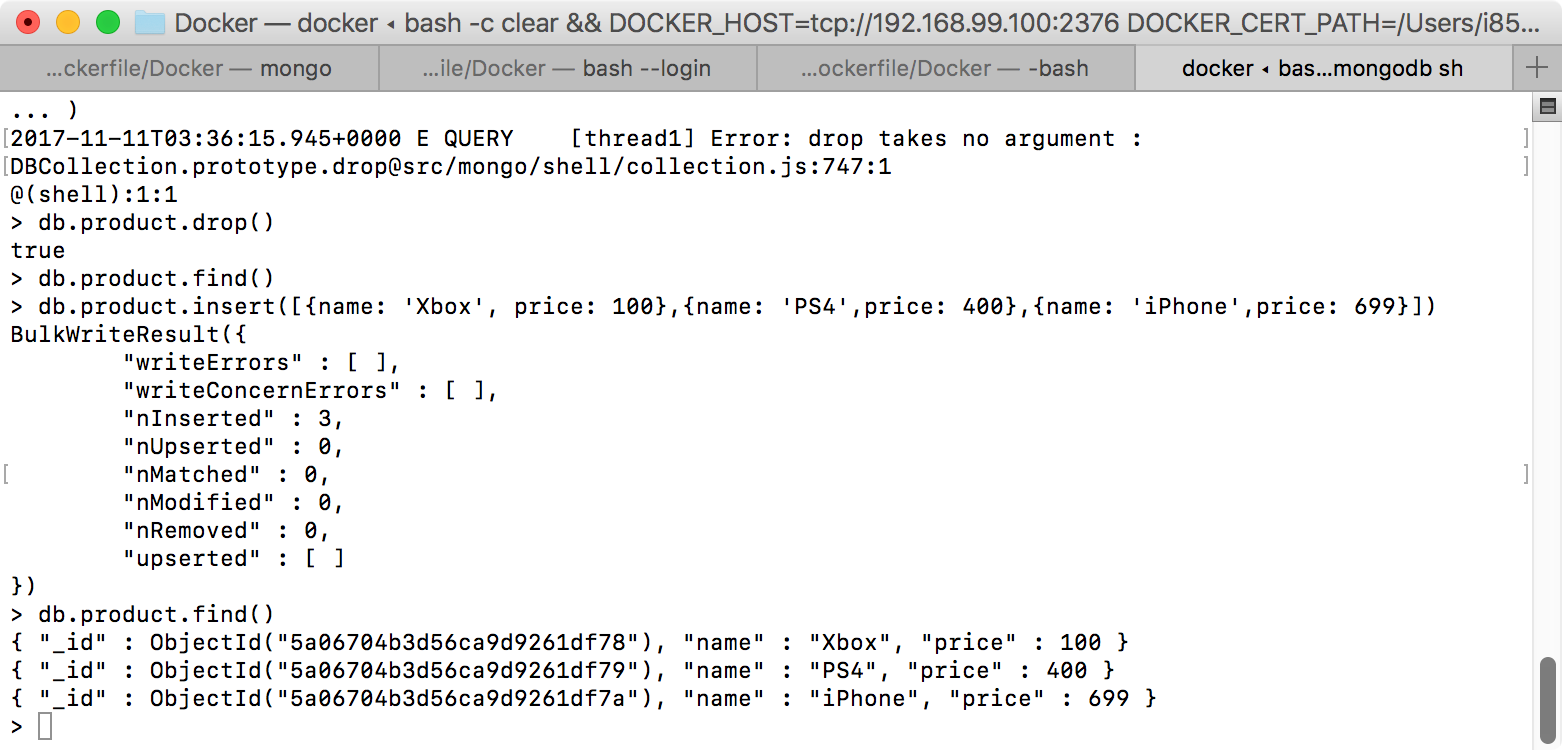 Docker — docker ◂ bash -c clear && DOCKER_HOST=tcp://192.168.99.100:2376 DOCKER_CERT_PATH=/Users/i85...
...ckerfile/Docker — mongo
...ile/Docker — bash --login
...ockerfile/Docker — -bash
docker ◂ bas...mongodb sh
... )
[2017-11-11T03:36:15.945+0000 E QUERY    [thread1] Error: drop takes no argument : ]
[DBCollection.prototype.drop@src/mongo/shell/collection.js:747:1 ]
@(shell):1:1
> db.product.drop()
true
> db.product.find()
> db.product.insert([{name: 'Xbox', price: 100},{name: 'PS4',price: 400},{name: 'iPhone',price: 699}])
BulkWriteResult({
        "writeErrors" : [ ],
        "writeConcernErrors" : [ ],
        "nInserted" : 3,
        "nUpserted" : 0,
[       "nMatched" : 0, ]
        "nModified" : 0,
        "nRemoved" : 0,
        "upserted" : [ ]
})
> db.product.find()
{ "_id" : ObjectId("5a06704b3d56ca9d9261df78"), "name" : "Xbox", "price" : 100 }
{ "_id" : ObjectId("5a06704b3d56ca9d9261df79"), "name" : "PS4", "price" : 400 }
{ "_id" : ObjectId("5a06704b3d56ca9d9261df7a"), "name" : "iPhone", "price" : 699 }
>